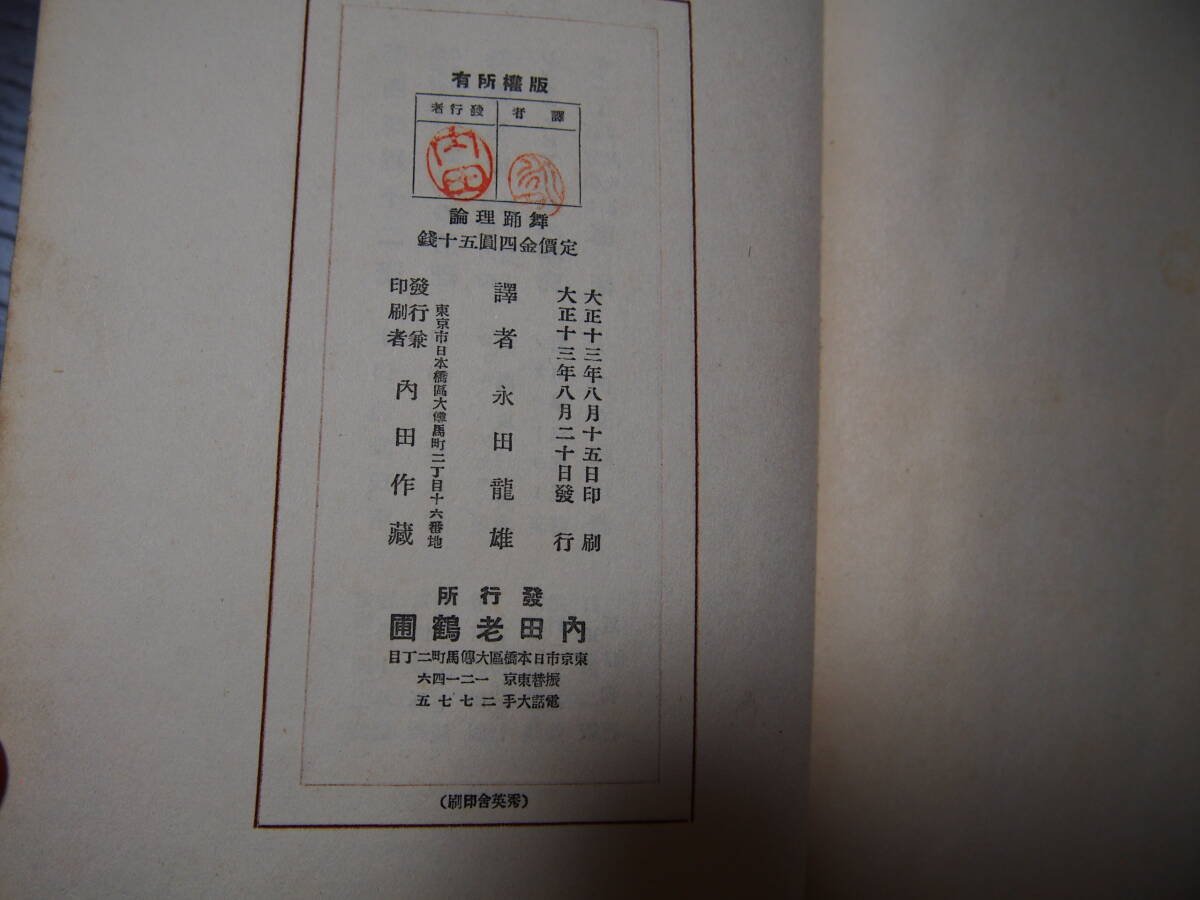 版權所有
譯者
發行者
內田
舞踊理論
定價金四圓五十錢
大正十三年八月十五日印刷
大正十三年八月二十日發行
譯者 永田龍雄
東京市日本橋區大傳馬町二丁目十六番地
發行兼
印刷者
內田作藏
發行所
內田老鶴圃
東京市日本橋區大傳馬町二丁目
振替東京 一二一四六
電話大手二七七五
(秀英舍印刷)